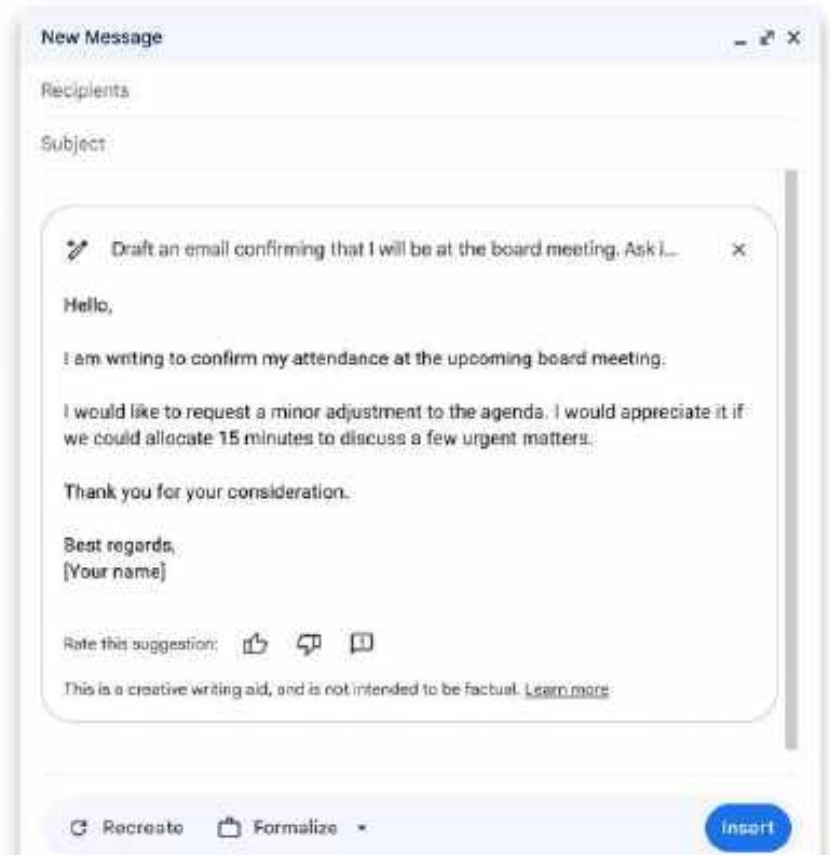 New Message
Recipients
Subject
Draft an email confirming that I will be at the board meeting. Ask i...
Hello,
I am writing to confirm my attendance at the upcoming board meeting.
I would like to request a minor adjustment to the agenda. I would appreciate it if
we could allocate 15 minutes to discuss a few urgent matters.
Thank you for your consideration.
Best regards,
[Your name]
Rate this suggestion:
This is a creative writing aid, and is not intended to be factual. Learn more
Recreate Formalize Insert